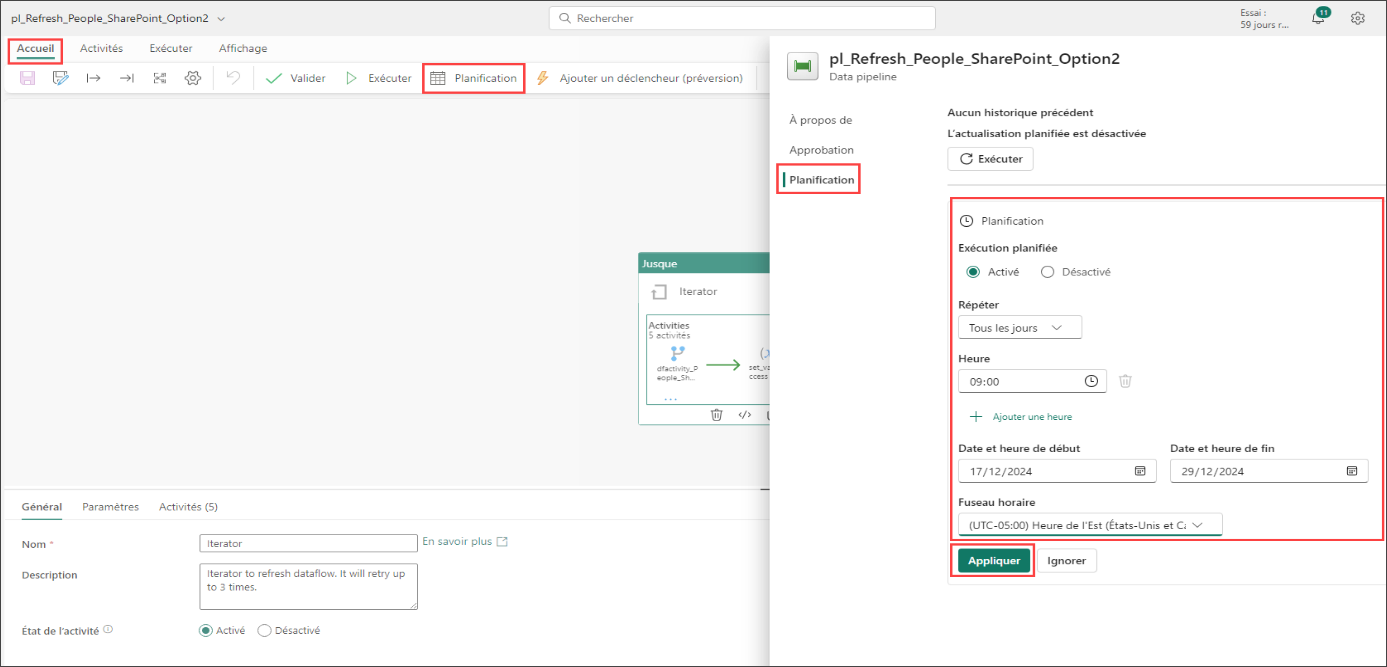 pl_Refresh_People_SharePoint_Option2
Rechercher
Essai :
59 jours r...
11
Accueil
Activités
Exécuter
Affichage
Valider
Exécuter
Planification
Ajouter un déclencheur (préversion)
Jusque
Iterator
Activities
5 activités
dfactivity_P
eople_Sh...
set_va
ccess
...
</>
Général
Paramètres
Activités (5)
Nom *
Iterator
En savoir plus
Description
Iterator to refresh dataflow. It will retry up
to 3 times.
État de l'activité
Activé
Désactivé
pl_Refresh_People_SharePoint_Option2
Data pipeline
À propos de
Approbation
Planification
Aucun historique précédent
L'actualisation planifiée est désactivée
Exécuter
Planification
Exécution planifiée
Activé
Désactivé
Répéter
Tous les jours
Heure
09:00
Ajouter une heure
Date et heure de début
Date et heure de fin
17/12/2024
29/12/2024
Fuseau horaire
(UTC-05:00) Heure de l'Est (États-Unis et Ca
Appliquer
Ignorer